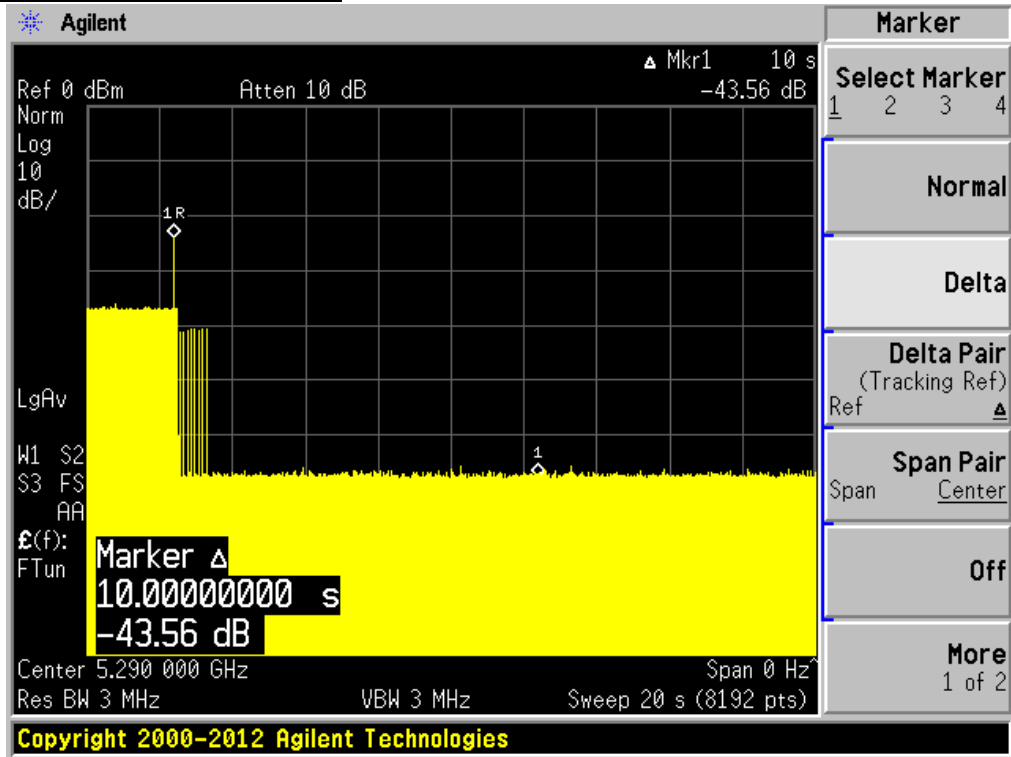 Agilent
Marker
Δ Mkr1 10 s
Ref 0 dBm Atten 10 dB -43.56 dB
Norm
Log
10
dB/
1R
LgAv
1
W1 S2
S3 FS
AA
£(f):
FTun
Marker Δ
10.00000000 s
-43.56 dB
Center 5.290 000 GHz Span 0 Hz^
Res BW 3 MHz VBW 3 MHz Sweep 20 s (8192 pts)
Copyright 2000-2012 Agilent Technologies
Select Marker
1 2 3 4
Normal
Delta
Delta Pair
(Tracking Ref)
Ref Δ
Span Pair
Span Center
Off
More
1 of 2